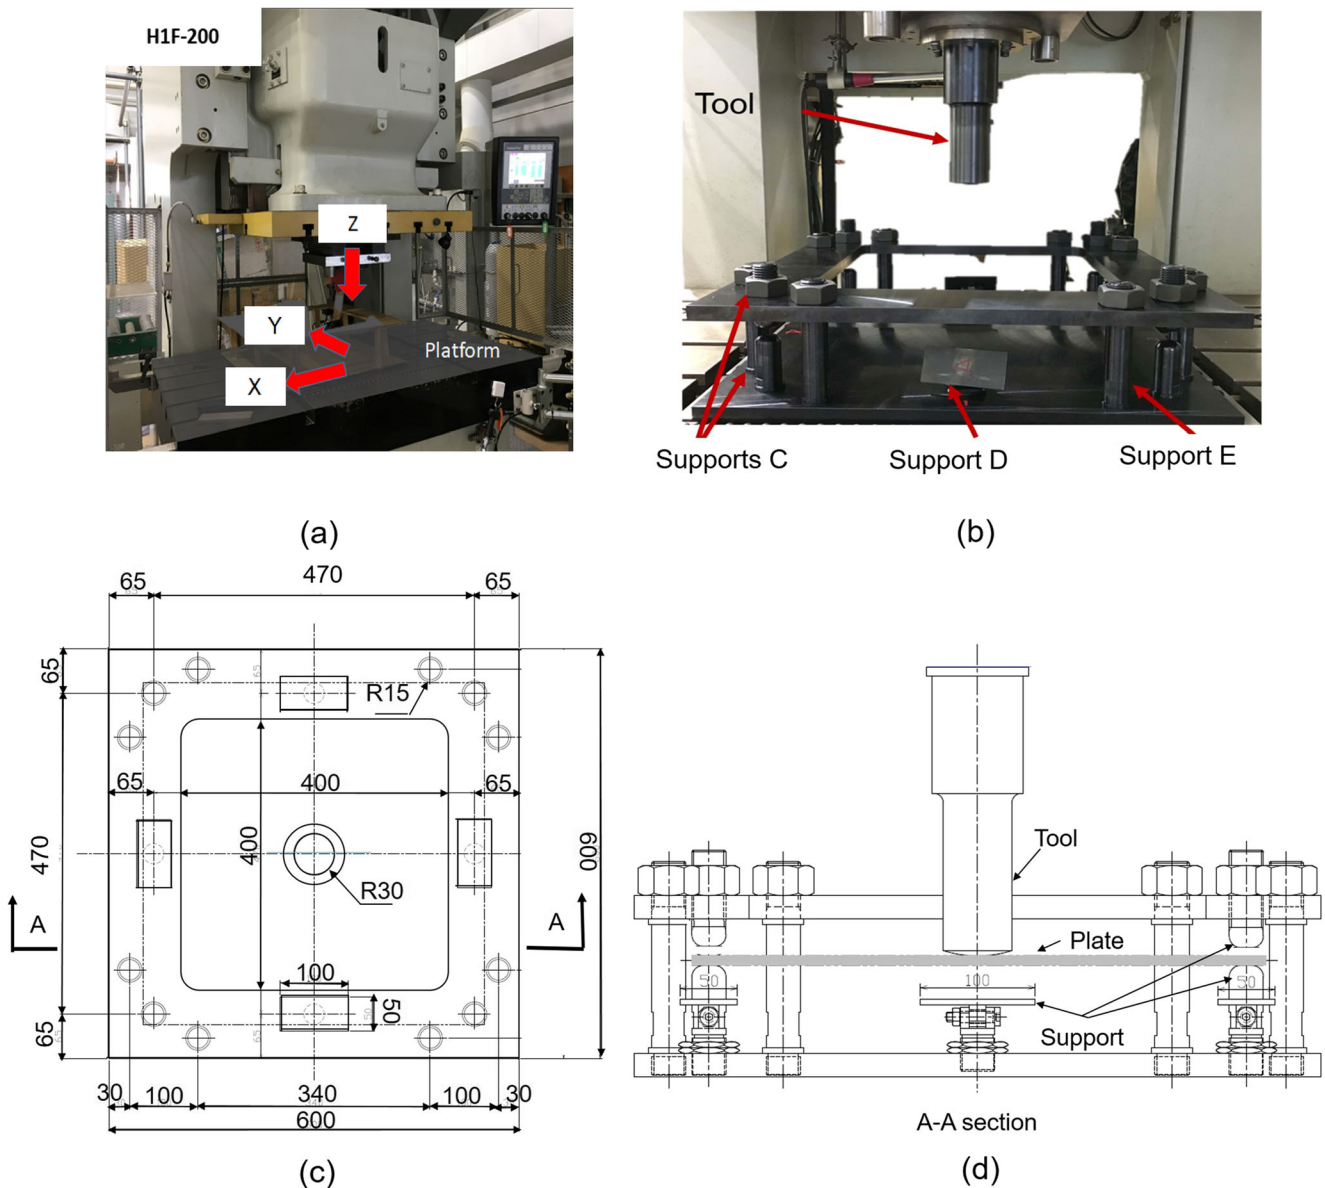 H1F-200
Z
Y
X
Platform
(a)
Tool
Supports C
Support D
Support E
(b)
65
470
65
65
R15
65
400
65
470
400
600
R30
A
A
100
50
65
30
100
340
100
30
600
(c)
Tool
Plate
50
100
50
Support
A-A section
(d)